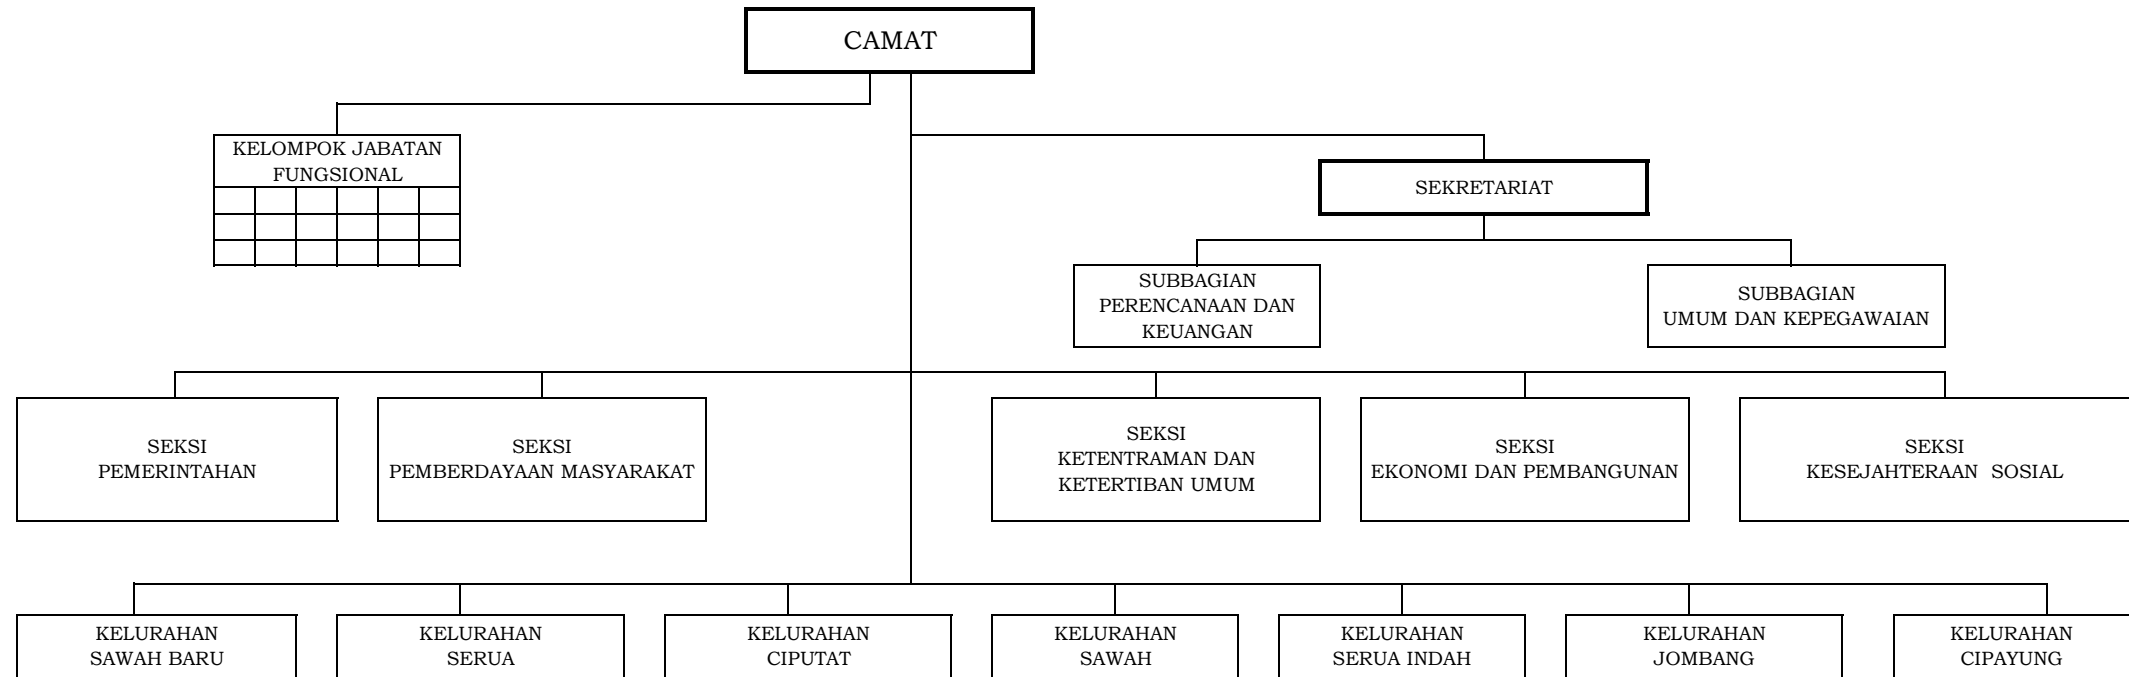 CAMAT
KELOMPOK JABATAN
FUNGSIONAL
SEKRETARIAT
SUBBAGIAN
PERENCANAAN DAN
KEUANGAN
SUBBAGIAN
UMUM DAN KEPEGAWAIAN
SEKSI
PEMERINTAHAN
SEKSI
PEMBERDAYAAN MASYARAKAT
SEKSI
KETENTRAMAN DAN
KETERTIBAN UMUM
SEKSI
EKONOMI DAN PEMBANGUNAN
SEKSI
KESEJAHTERAAN  SOSIAL
KELURAHAN
SAWAH BARU
KELURAHAN
SERUA
KELURAHAN
CIPUTAT
KELURAHAN
SAWAH
KELURAHAN
SERUA INDAH
KELURAHAN
JOMBANG
KELURAHAN
CIPAYUNG